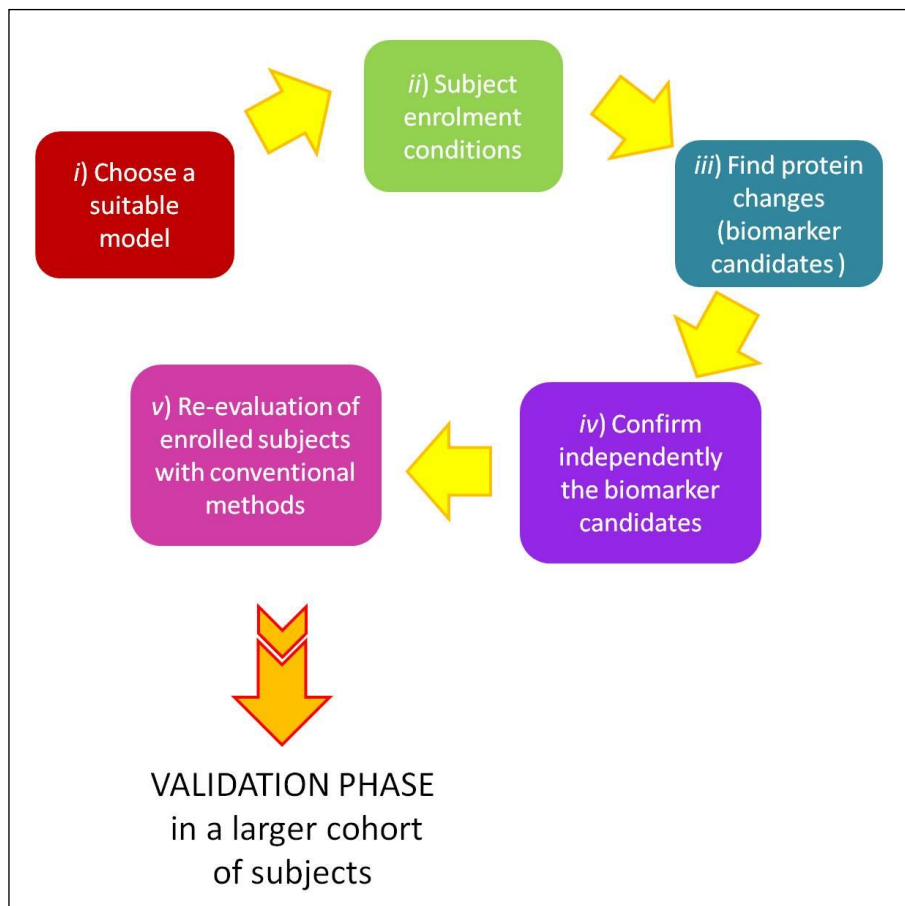 i) Choose a
suitable
model
ii) Subject
enrolment
conditions
iii) Find protein
changes
(biomarker
candidates )
iv) Confirm
independently
the biomarker
candidates
v) Re-evaluation of
enrolled subjects
with conventional
methods
VALIDATION PHASE
in a larger cohort
of subjects